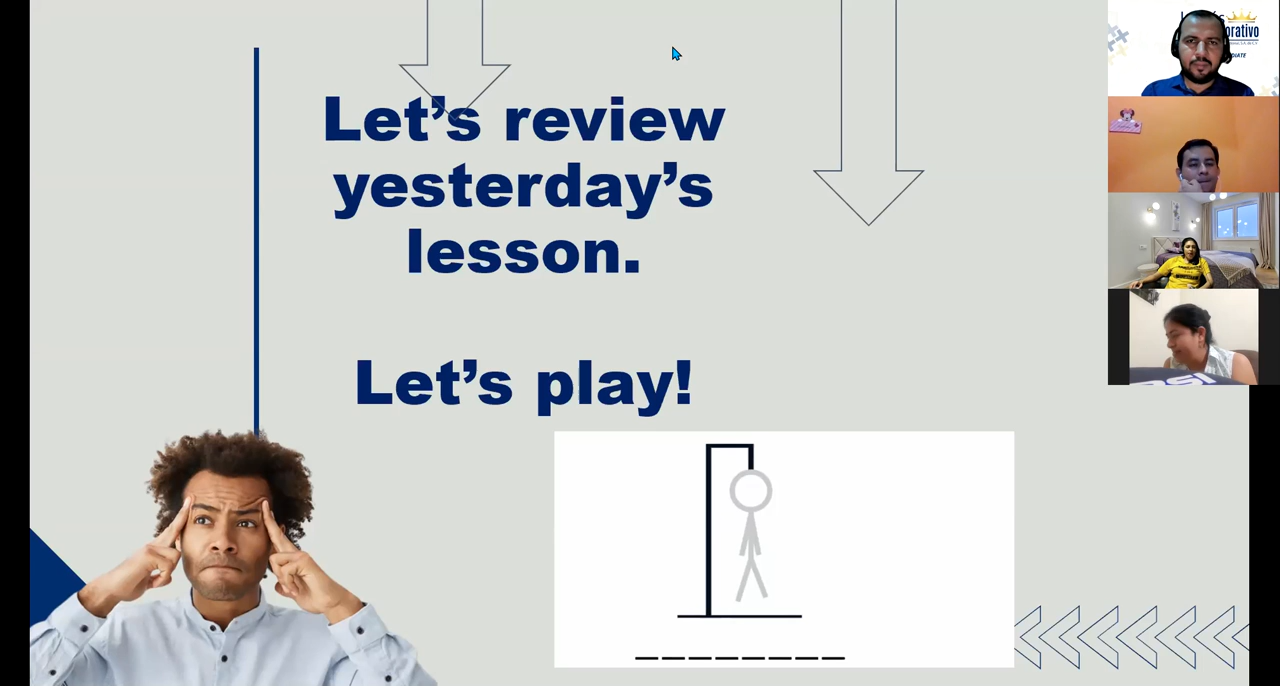 Let's review
yesterday's
lesson.
Let's play!